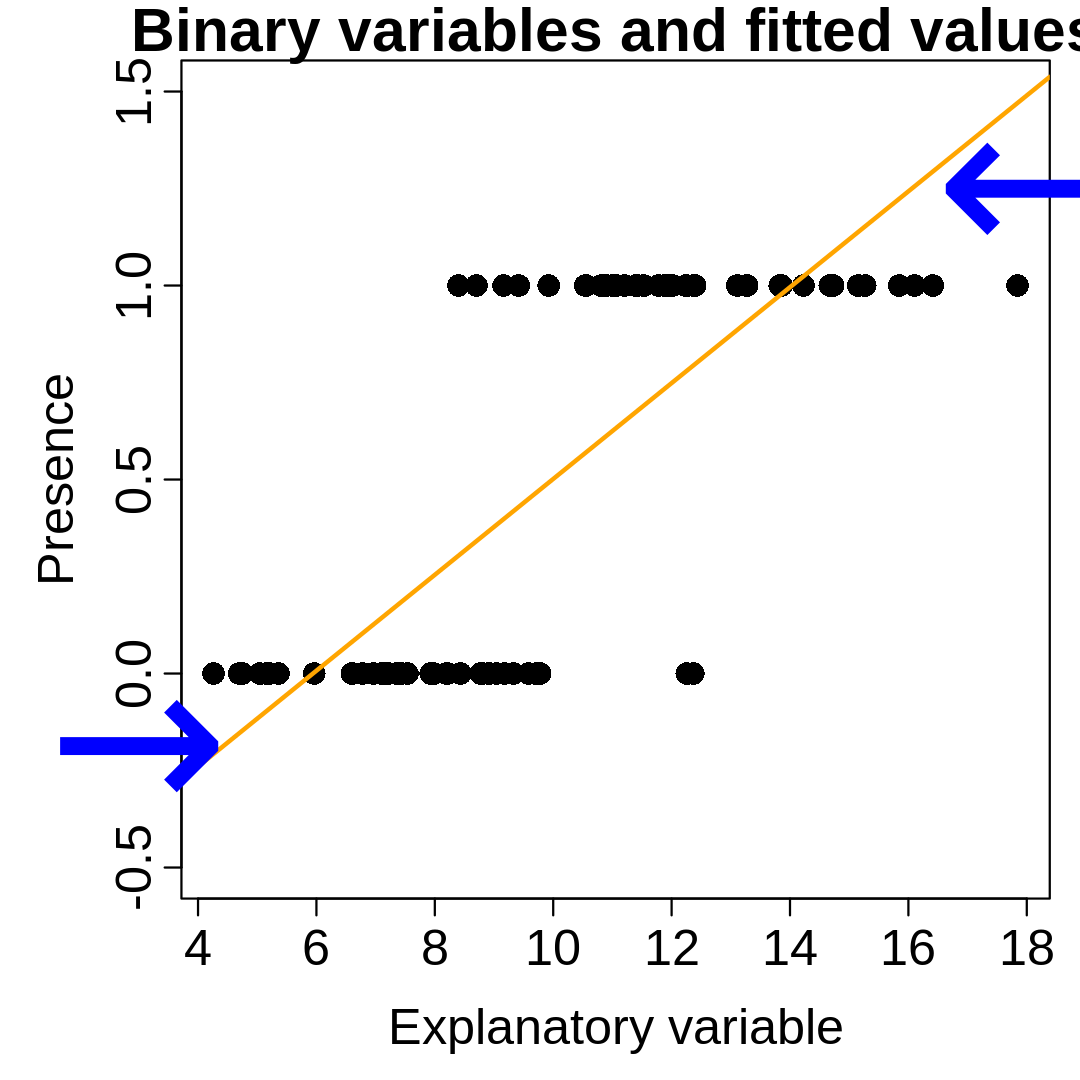 Binary variables and fitted values
1.5
1.0
0.5
0.0
-0.5
Presence
4 6 8 10 12 14 16 18
Explanatory variable